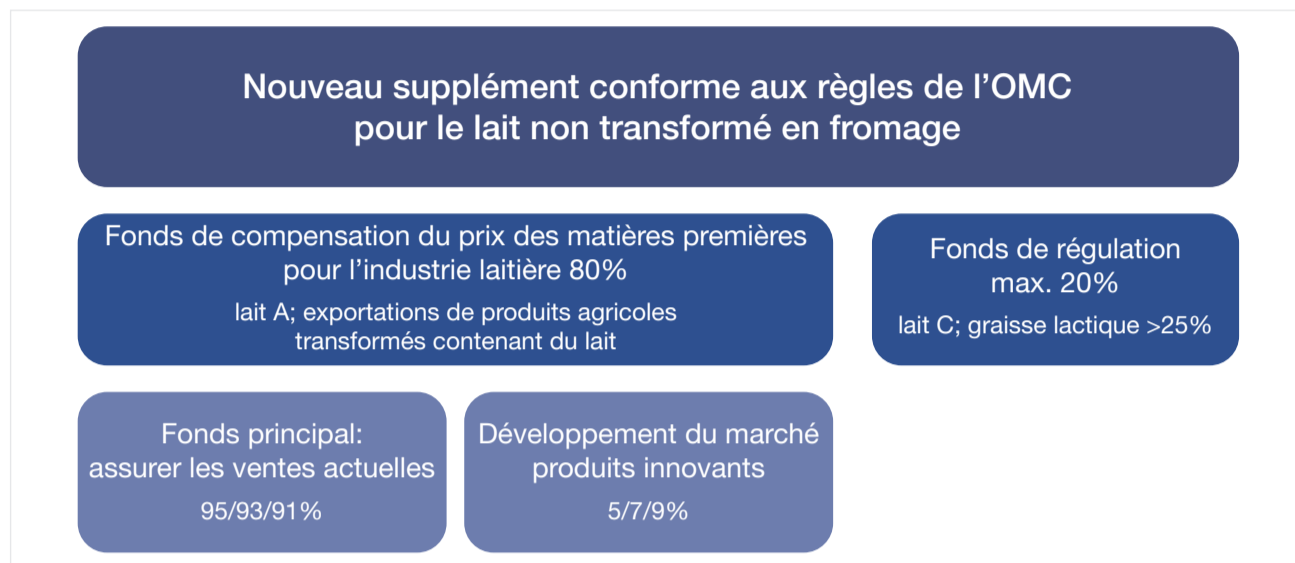 Nouveau supplément conforme aux règles de l’OMC
pour le lait non transformé en fromage
Fonds de compensation du prix des matières premières
pour l’industrie laitière 80%
lait A; exportations de produits agricoles
transformés contenant du lait
Fonds de régulation
max. 20%
lait C; graisse lactique >25%
Fonds principal:
assurer les ventes actuelles
95/93/91%
Développement du marché
produits innovants
5/7/9%